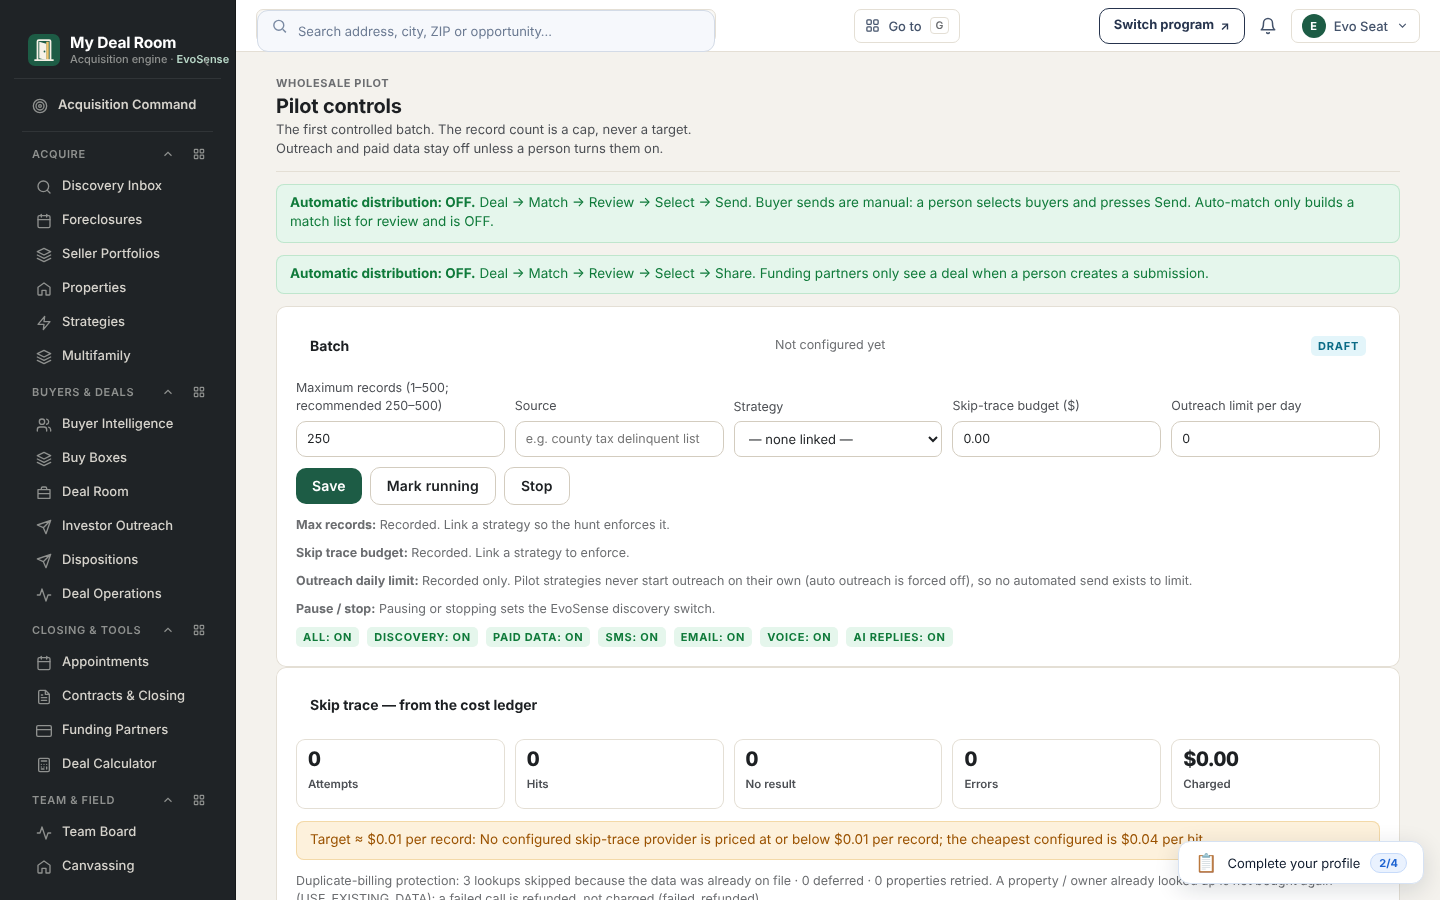 My Deal Room
Acquisition engine · EvoSense
Acquisition Command
ACQUIRE
Discovery Inbox
Foreclosures
Seller Portfolios
Properties
Strategies
Multifamily
BUYERS & DEALS
Buyer Intelligence
Buy Boxes
Deal Room
Investor Outreach
Dispositions
Deal Operations
CLOSING & TOOLS
Appointments
Contracts & Closing
Funding Partners
Deal Calculator
TEAM & FIELD
Team Board
Canvassing
Search address, city, ZIP or opportunity...
Go to G
Switch program ↗
E Evo Seat
WHOLESALE PILOT
Pilot controls
The first controlled batch. The record count is a cap, never a target.
Outreach and paid data stay off unless a person turns them on.
Automatic distribution: OFF. Deal → Match → Review → Select → Send. Buyer sends are manual: a person selects buyers and presses Send. Auto-match only builds a
match list for review and is OFF.
Automatic distribution: OFF. Deal → Match → Review → Select → Share. Funding partners only see a deal when a person creates a submission.
Batch
Not configured yet
DRAFT
Maximum records (1–500;
recommended 250–500)
Source
Strategy
Skip-trace budget ($)
Outreach limit per day
250
e.g. county tax delinquent list
— none linked —
0.00
0
Save
Mark running
Stop
Max records: Recorded. Link a strategy so the hunt enforces it.
Skip trace budget: Recorded. Link a strategy to enforce.
Outreach daily limit: Recorded only. Pilot strategies never start outreach on their own (auto outreach is forced off), so no automated send exists to limit.
Pause / stop: Pausing or stopping sets the EvoSense discovery switch.
ALL: ON DISCOVERY: ON PAID DATA: ON SMS: ON EMAIL: ON VOICE: ON AI REPLIES: ON
Skip trace — from the cost ledger
0
Attempts
0
Hits
0
No result
0
Errors
$0.00
Charged
Target ≈ $0.01 per record: No configured skip-trace provider is priced at or below $0.01 per record; the cheapest configured is $0.04 per hit.
Complete your profile 2/4
Duplicate-billing protection: 3 lookups skipped because the data was already on file · 0 deferred · 0 properties retried. A property / owner already looked up is not bought again
(USE_EXISTING_DATA); a failed call is refunded, not charged (failed_refunded).